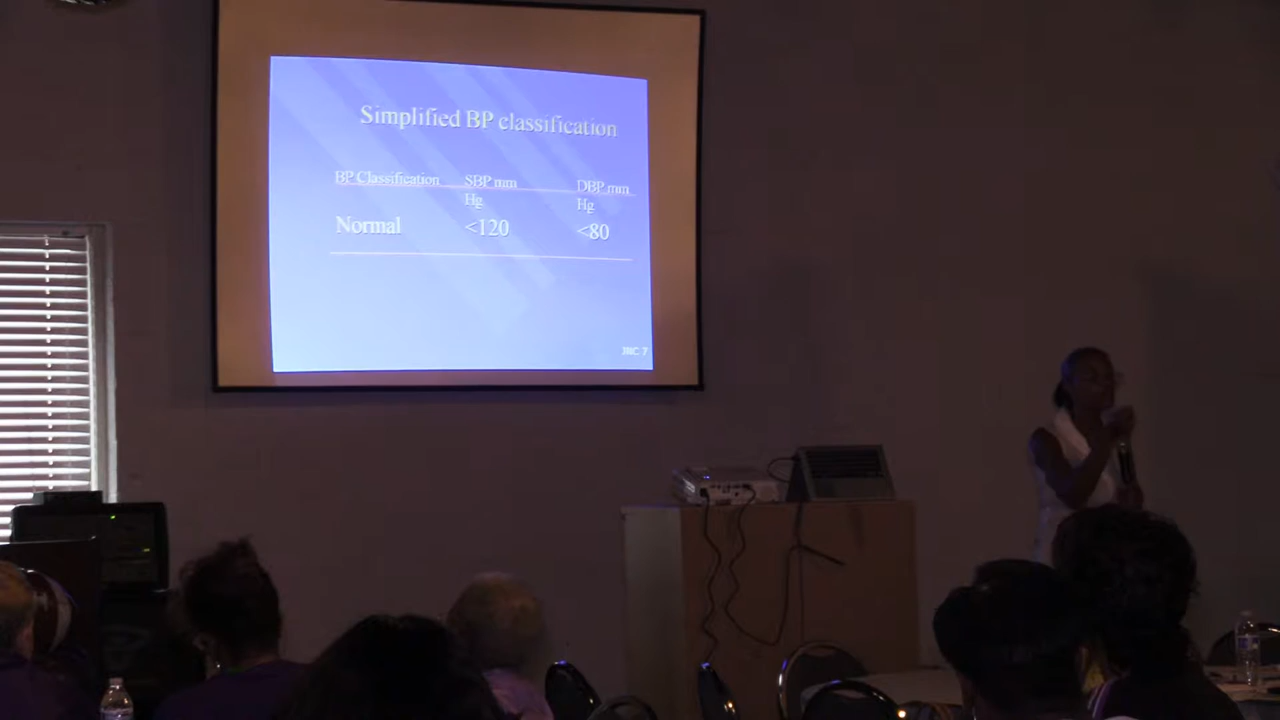 Simplified BP classification
BP Classification SBP mm Hg DBP mm Hg
Normal <120 <80
JNC 7